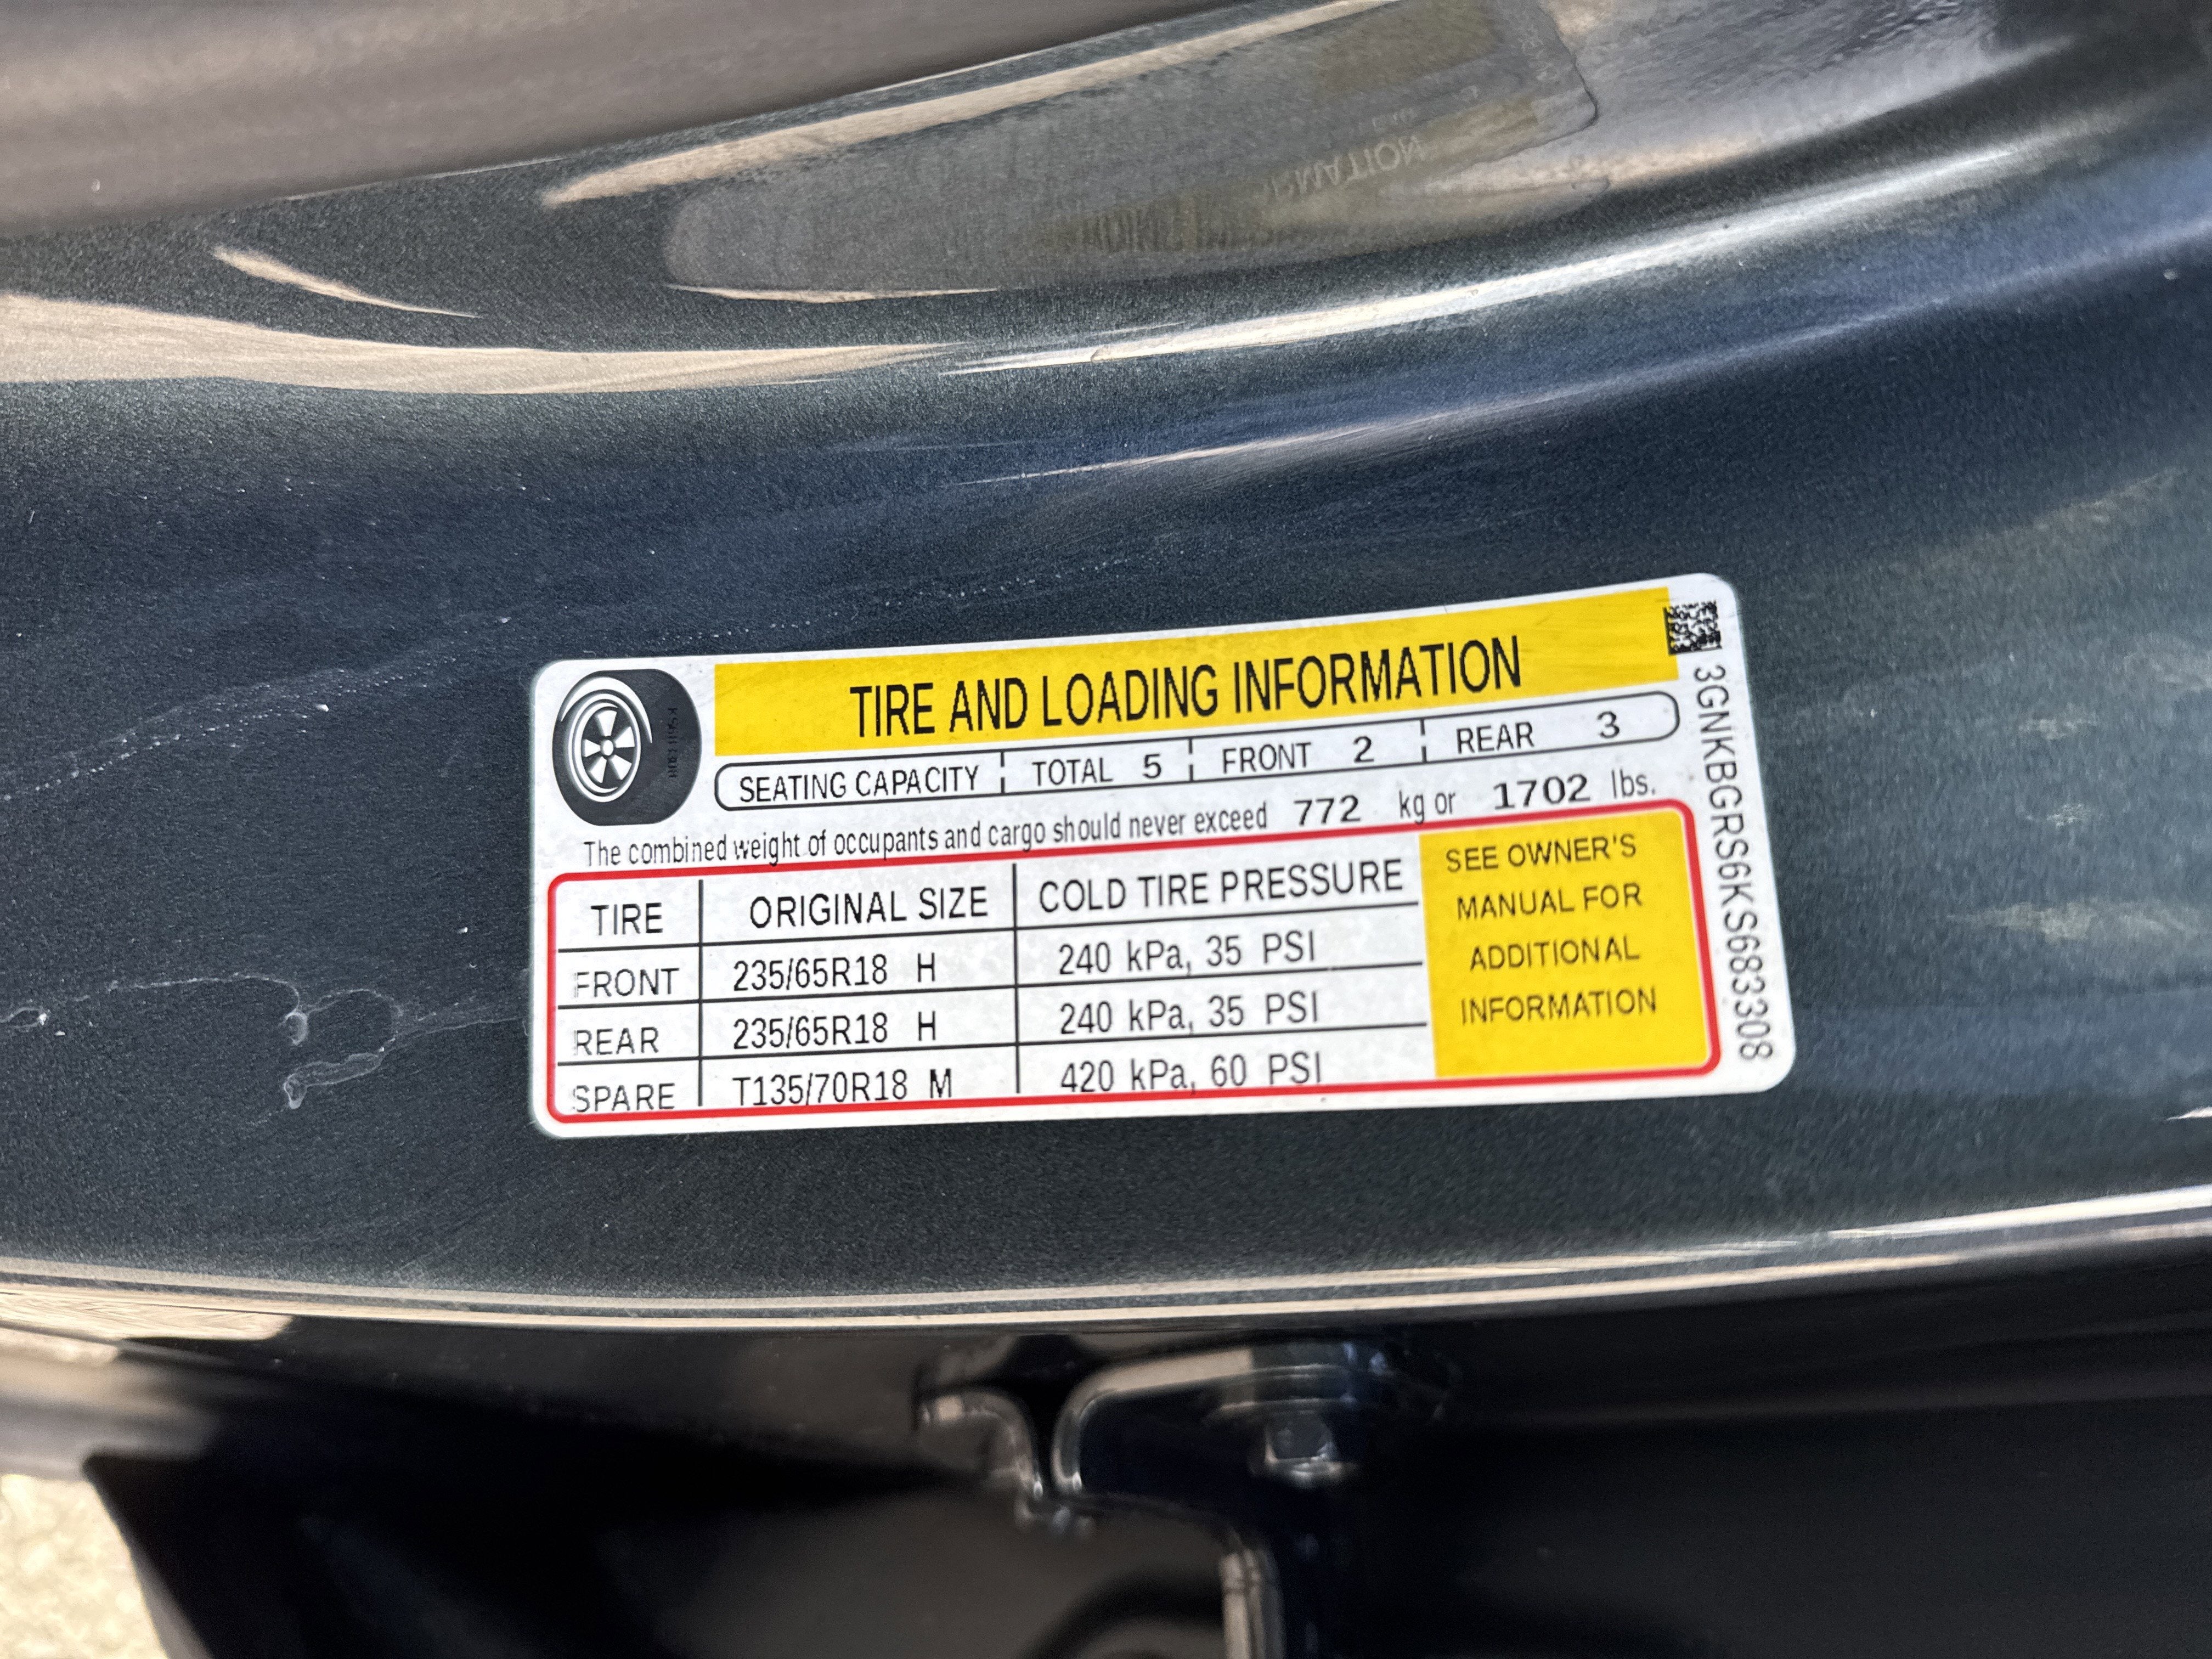 TIRE AND LOADING INFORMATION
SEATING CAPACITY TOTAL 5 FRONT 2 REAR 3
The combined weight of occupants and cargo should never exceed 772 kg or 1702 lbs.
TIRE ORIGINAL SIZE COLD TIRE PRESSURE
FRONT 235/65R18 H 240 kPa, 35 PSI
REAR 235/65R18 H 240 kPa, 35 PSI
SPARE T135/70R18 M 420 kPa, 60 PSI
SEE OWNER'S
MANUAL FOR
ADDITIONAL
INFORMATION
3GNKBGRS6KS683308